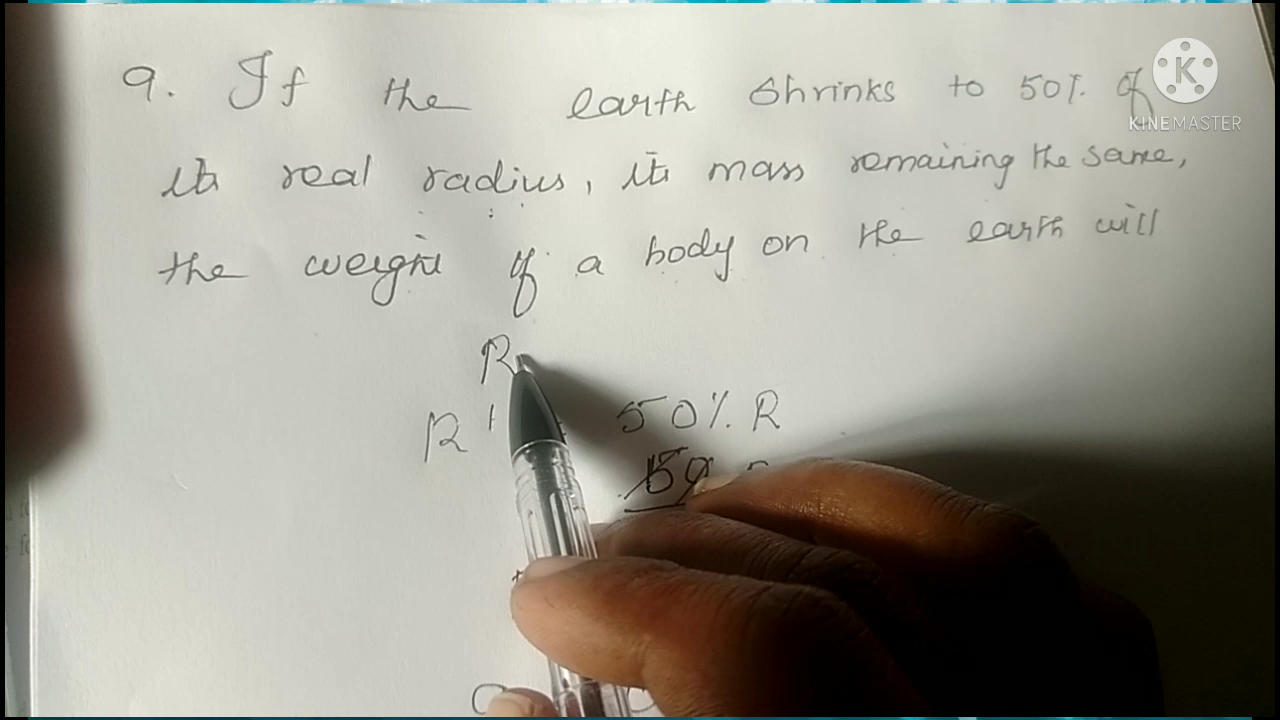 9. If the earth shrinks to 50% of
its real radius, its mass remaining the same,
the weight of a body on the earth will
R
R' = 50% R
50
K
KINEMASTER